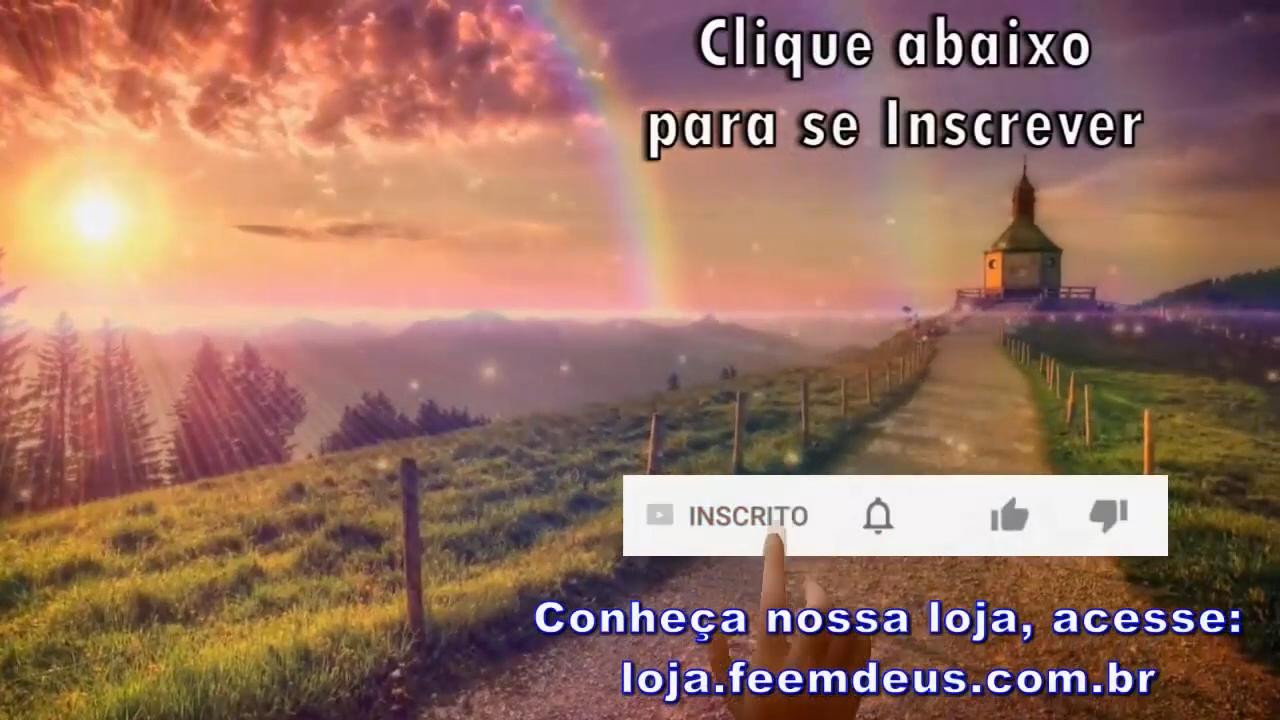 Clique abaixo
para se Inscrever
INSCRITO
Conheça nossa loja, acesse:
loja.feemdeus.com.br